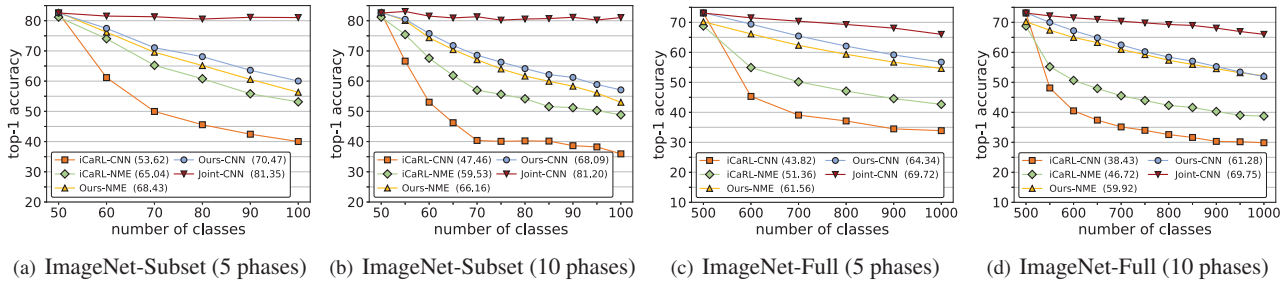 top-1 accuracy
80
70
60
50
40
30
20
iCaRL-CNN (53,62)
iCaRL-NME (65,04)
Ours-NME (68,43)
Ours-CNN (70,47)
Joint-CNN (81,35)
50 60 70 80 90 100
number of classes
(a) ImageNet-Subset (5 phases)
top-1 accuracy
80
70
60
50
40
30
20
iCaRL-CNN (47,46)
iCaRL-NME (59,53)
Ours-NME (66,16)
Ours-CNN (68,09)
Joint-CNN (81,20)
50 60 70 80 90 100
number of classes
(b) ImageNet-Subset (10 phases)
top-1 accuracy
70
60
50
40
30
20
10
iCaRL-CNN (43.82)
iCaRL-NME (51.36)
Ours-NME (61.56)
Ours-CNN (64.34)
Joint-CNN (69.72)
500 600 700 800 900 1000
number of classes
(c) ImageNet-Full (5 phases)
top-1 accuracy
70
60
50
40
30
20
10
iCaRL-CNN (38.43)
iCaRL-NME (46.72)
Ours-NME (59.92)
Ours-CNN (61.28)
Joint-CNN (69.75)
500 600 700 800 900 1000
number of classes
(d) ImageNet-Full (10 phases)